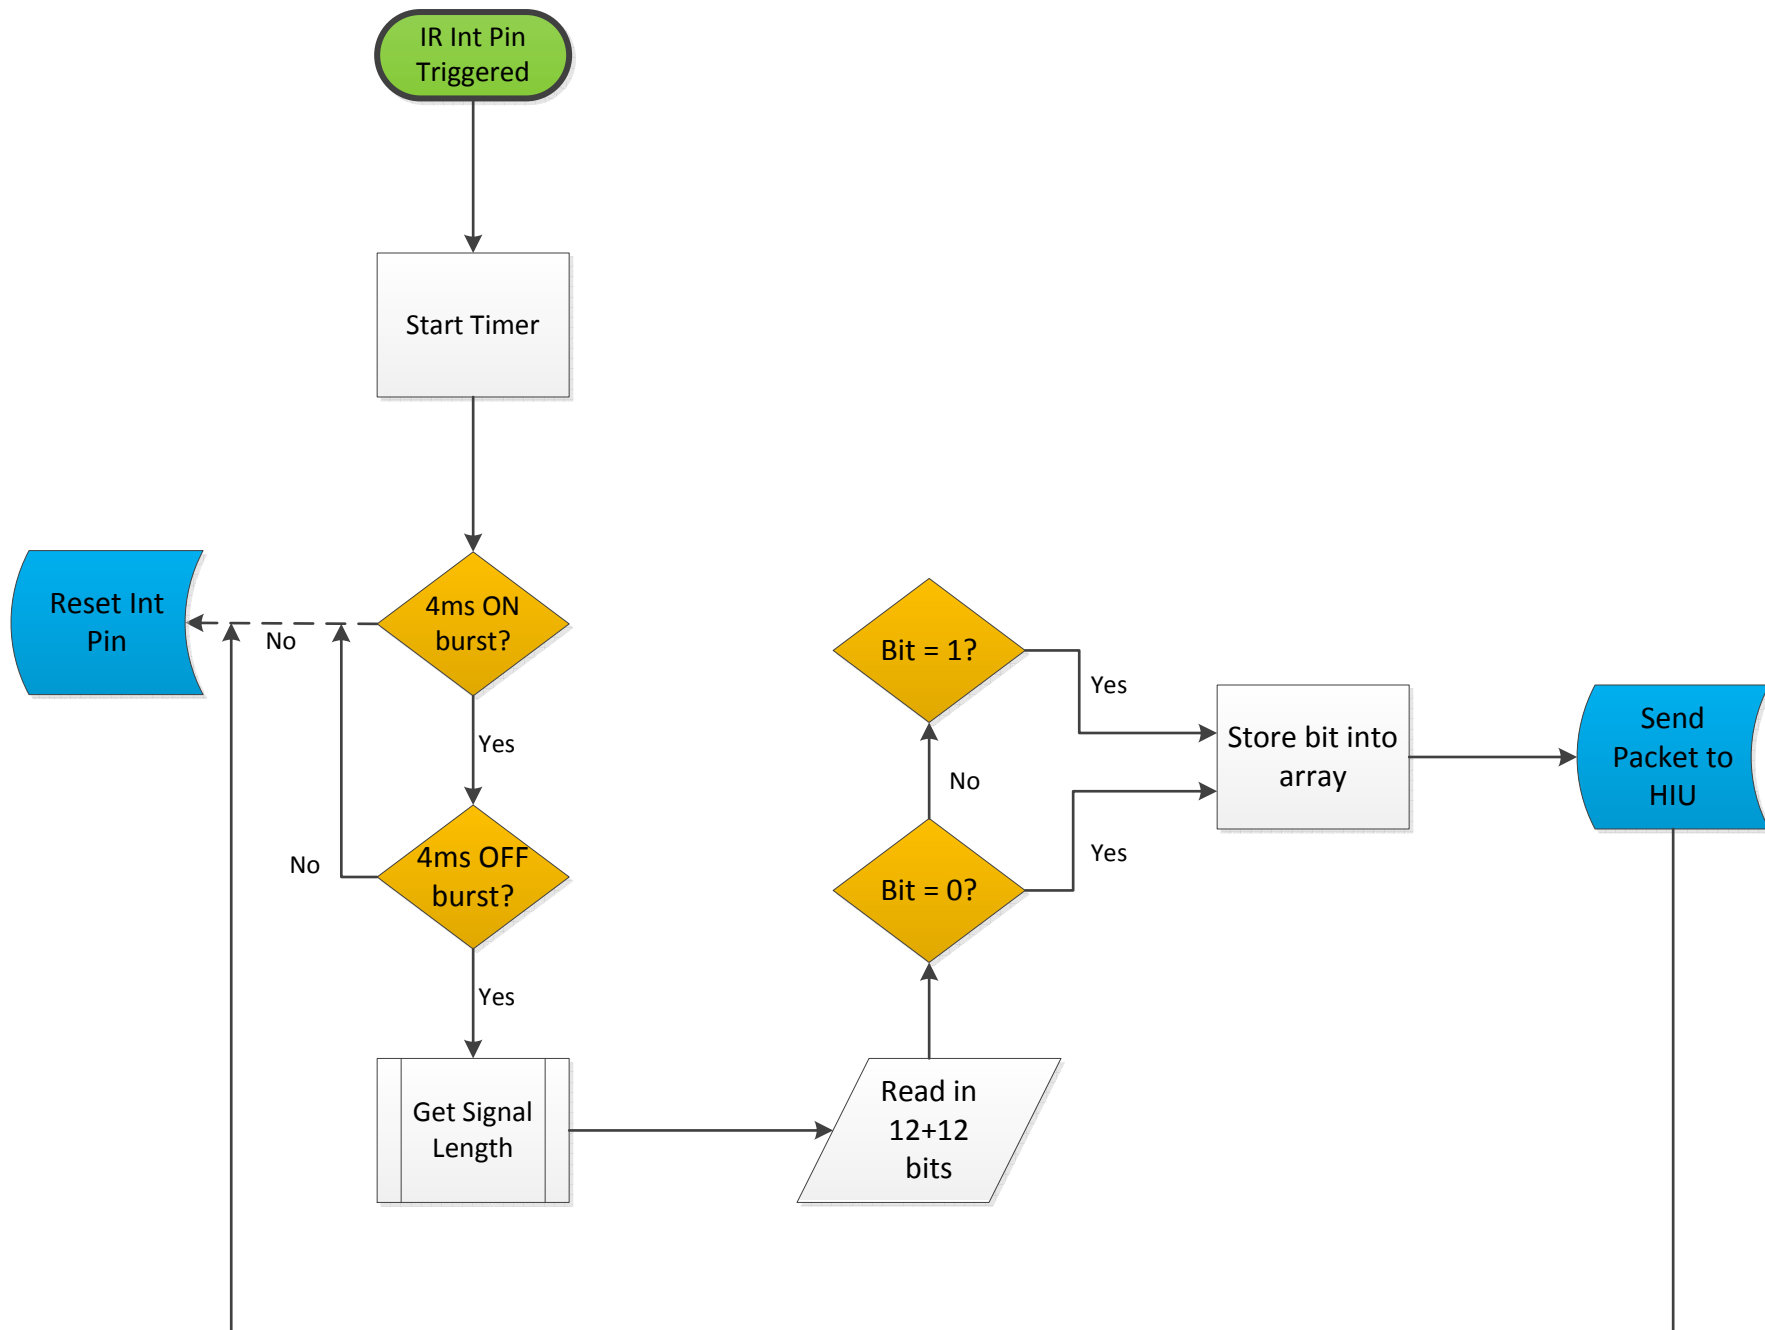 IR Int Pin
Triggered
Start Timer
Reset Int
Pin
No
4ms ON
burst?
Yes
No
4ms OFF
burst?
Yes
Get Signal
Length
Read in
12+12
bits
Bit = 0?
No
Yes
Bit = 1?
Yes
Store bit into
array
Send
Packet to
HIU